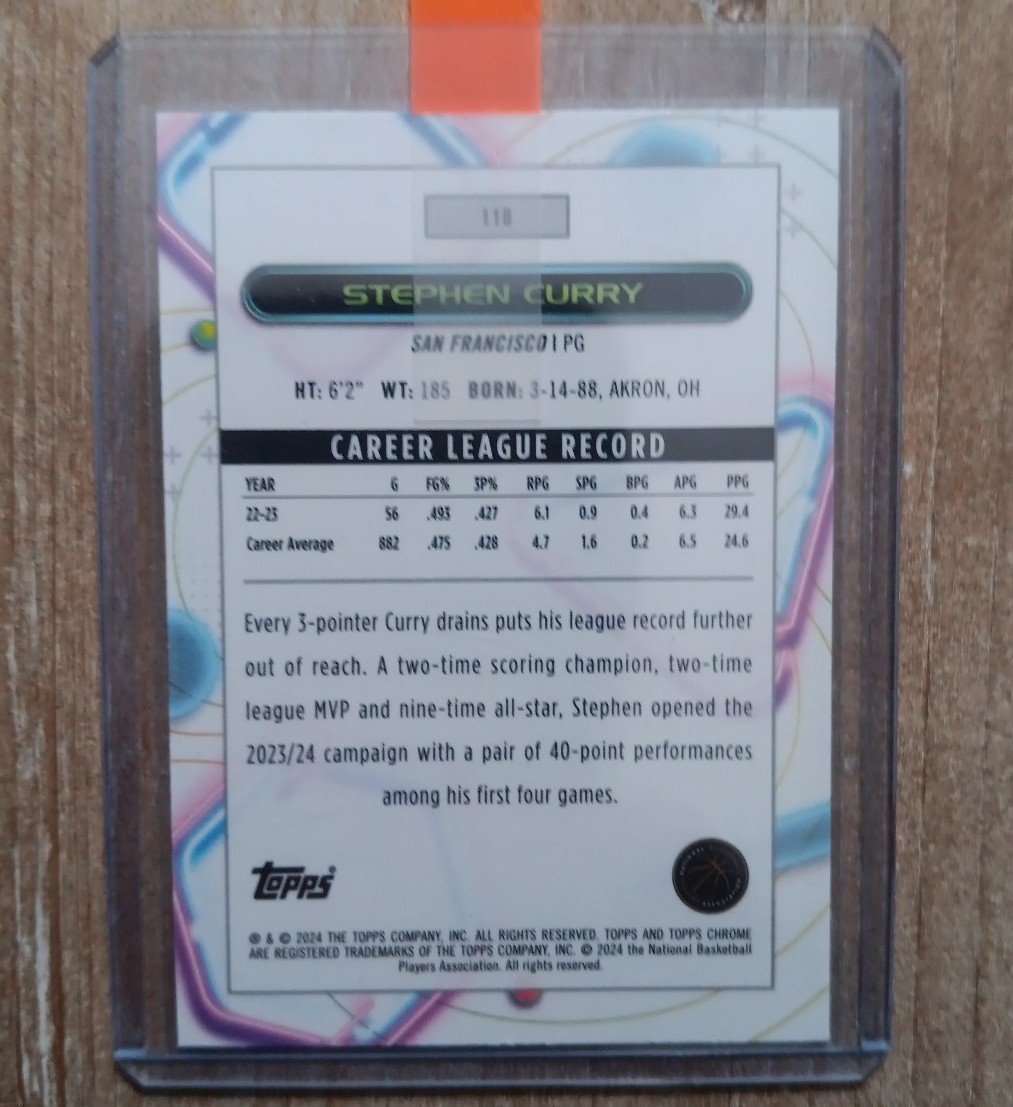 118
STEPHEN CURRY
SAN FRANCISCO | PG
HT: 6'2" WT: 185 BORN: 3-14-88, AKRON, OH
CAREER LEAGUE RECORD
YEAR G FG% 3P% RPG SPG BPG APG PPG
22-23 56 .493 .427 6.1 0.9 0.4 6.3 29.4
Career Average 882 .475 .428 4.7 1.6 0.2 6.5 24.6
Every 3-pointer Curry drains puts his league record further
out of reach. A two-time scoring champion, two-time
league MVP and nine-time all-star, Stephen opened the
2023/24 campaign with a pair of 40-point performances
among his first four games.
topps®
® & © 2024 THE TOPPS COMPANY, INC. ALL RIGHTS RESERVED. TOPPS AND TOPPS CHROME
ARE REGISTERED TRADEMARKS OF THE TOPPS COMPANY, INC. © 2024 the National Basketball
Players Association. All rights reserved.